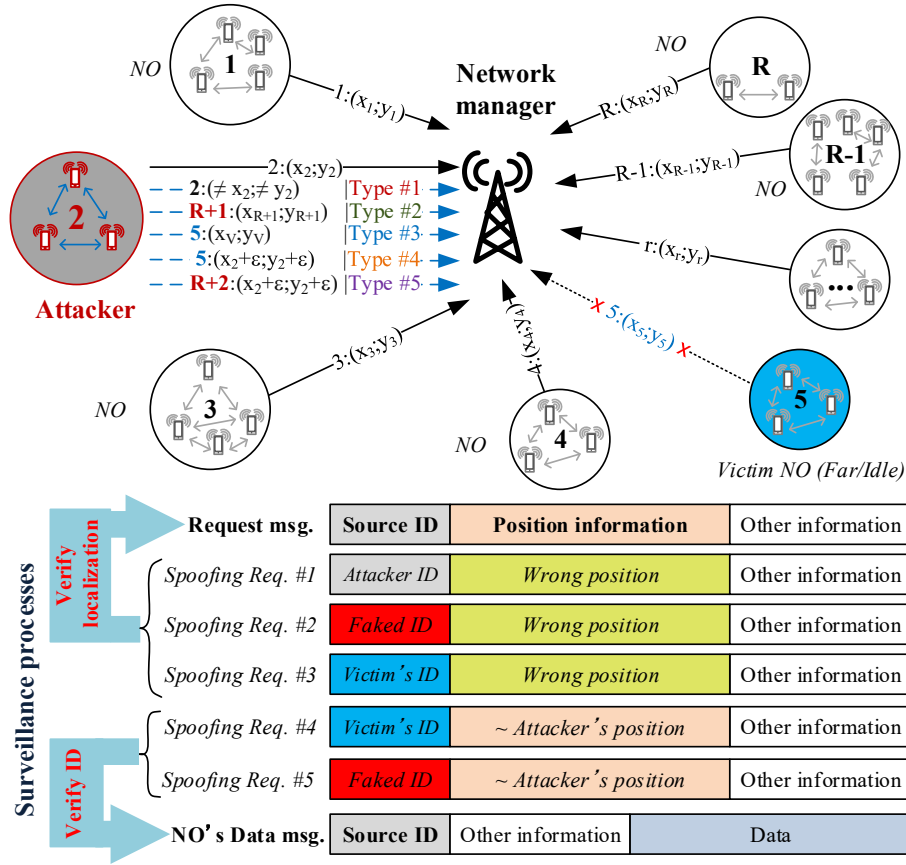 NO
1
1:(x1;y1)
Network
manager
NO
R
R:(xR;yR)
R-1
R-1:(xR-1;yR-1)
NO
2
Attacker
2:(x2;y2)
2:(≠ x2;≠ y2) |Type #1
R+1:(xR+1;yR+1) |Type #2
5:(xV;yV) |Type #3
5:(x2+ε;y2+ε) |Type #4
R+2:(x2+ε;y2+ε) |Type #5
r:(xr;yr)
...
NO
3
3:(x3;y3)
NO
4
4:(x4;y4)
x 5:(x5;y5) x
5
Victim NO (Far/Idle)
Surveillance processes
Verify
localization
Verify ID
Request msg. Source ID Position information Other information
Spoofing Req. #1 Attacker ID Wrong position Other information
Spoofing Req. #2 Faked ID Wrong position Other information
Spoofing Req. #3 Victim's ID Wrong position Other information
Spoofing Req. #4 Victim's ID ~ Attacker's position Other information
Spoofing Req. #5 Faked ID ~ Attacker's position Other information
NO's Data msg. Source ID Other information Data